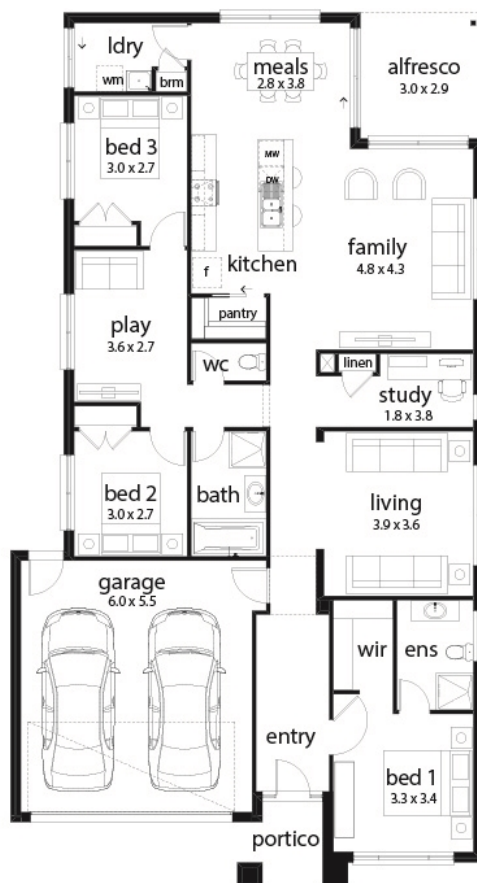 ldry
wm
brm
meals
2.8 x 3.8
alfresco
3.0 x 2.9
bed 3
3.0 x 2.7
MW
DW
family
4.8 x 4.3
kitchen
f
pantry
play
3.6 x 2.7
wc
linen
study
1.8 x 3.8
bed 2
3.0 x 2.7
bath
living
3.9 x 3.6
garage
6.0 x 5.5
wir
ens
entry
bed 1
3.3 x 3.4
portico